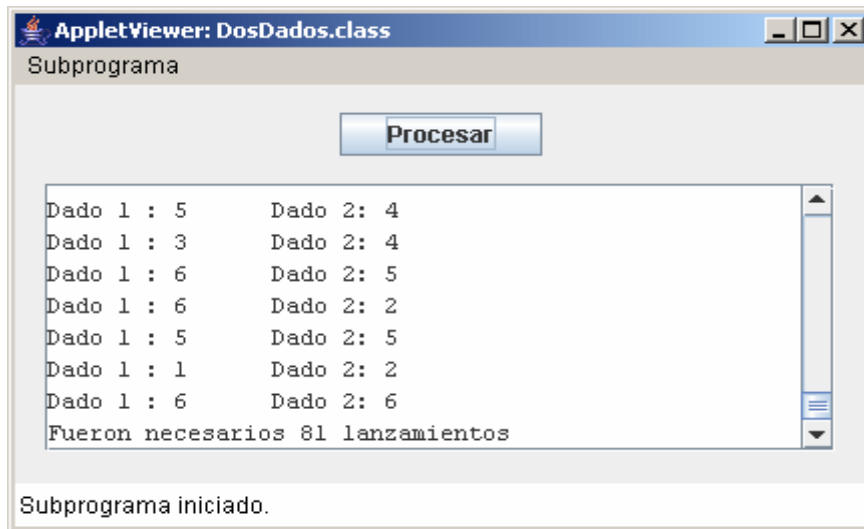 AppletViewer: DosDados.class
Subprograma
Procesar
Dado 1 : 5 Dado 2: 4
Dado 1 : 3 Dado 2: 4
Dado 1 : 6 Dado 2: 5
Dado 1 : 6 Dado 2: 2
Dado 1 : 5 Dado 2: 5
Dado 1 : 1 Dado 2: 2
Dado 1 : 6 Dado 2: 6
Fueron necesarios 81 lanzamientos
Subprograma iniciado.